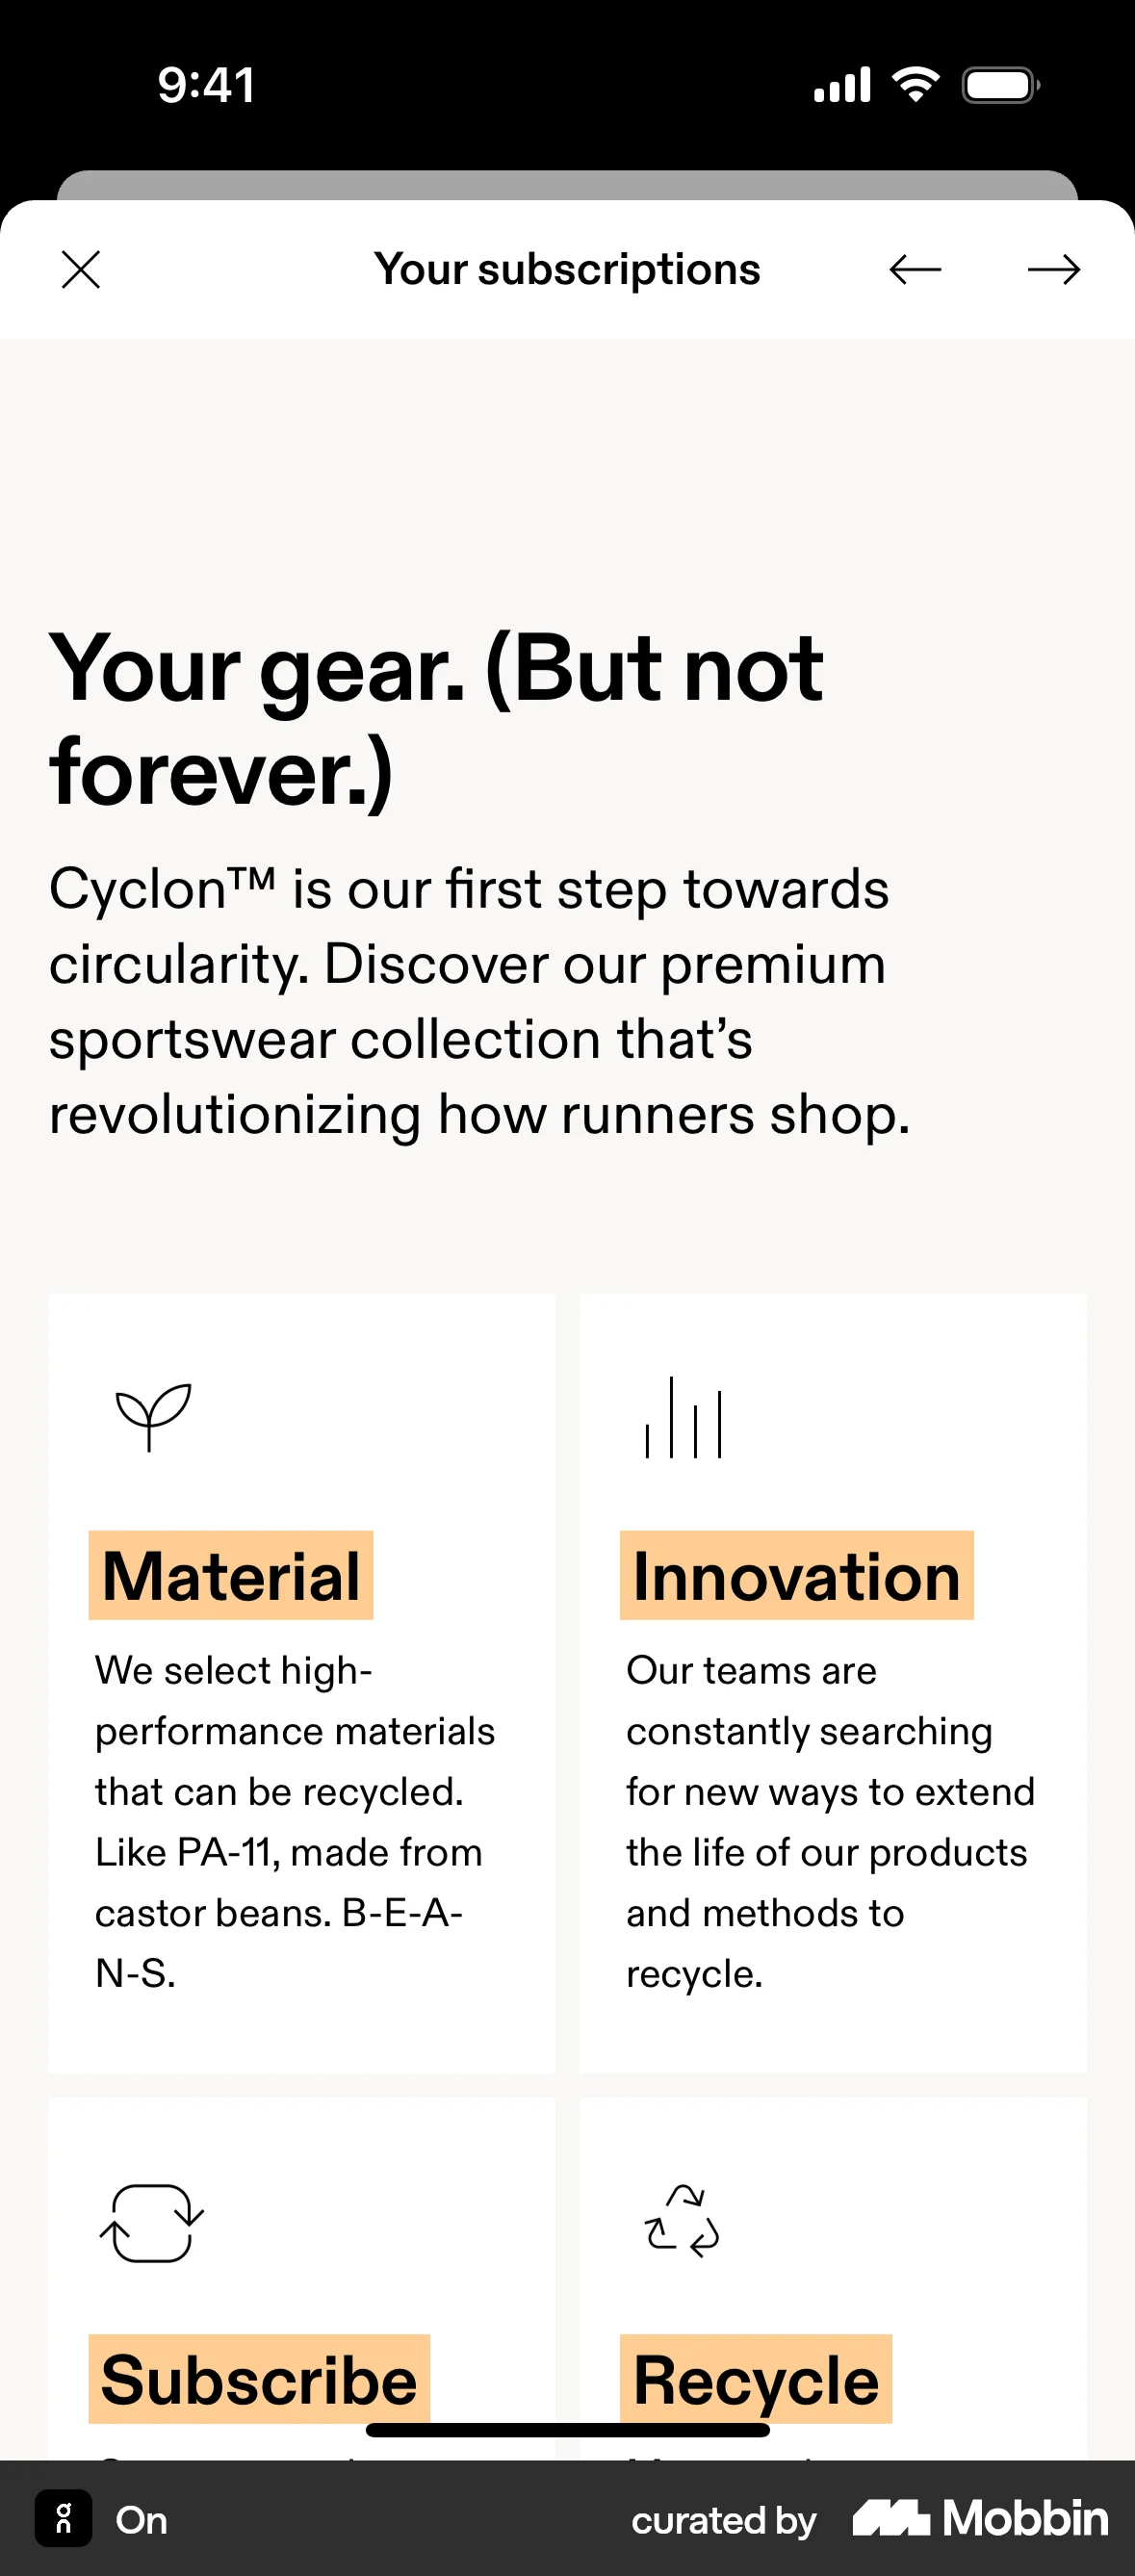 9:41
Your subscriptions
Your gear. (But not
forever.)
Cyclon™ is our first step towards
circularity. Discover our premium
sportswear collection that’s
revolutionizing how runners shop.
Material
We select high-
performance materials
that can be recycled.
Like PA-11, made from
castor beans. B-E-A-
N-S.
Innovation
Our teams are
constantly searching
for new ways to extend
the life of our products
and methods to
recycle.
Subscribe
Recycle
On
curated by Mobbin